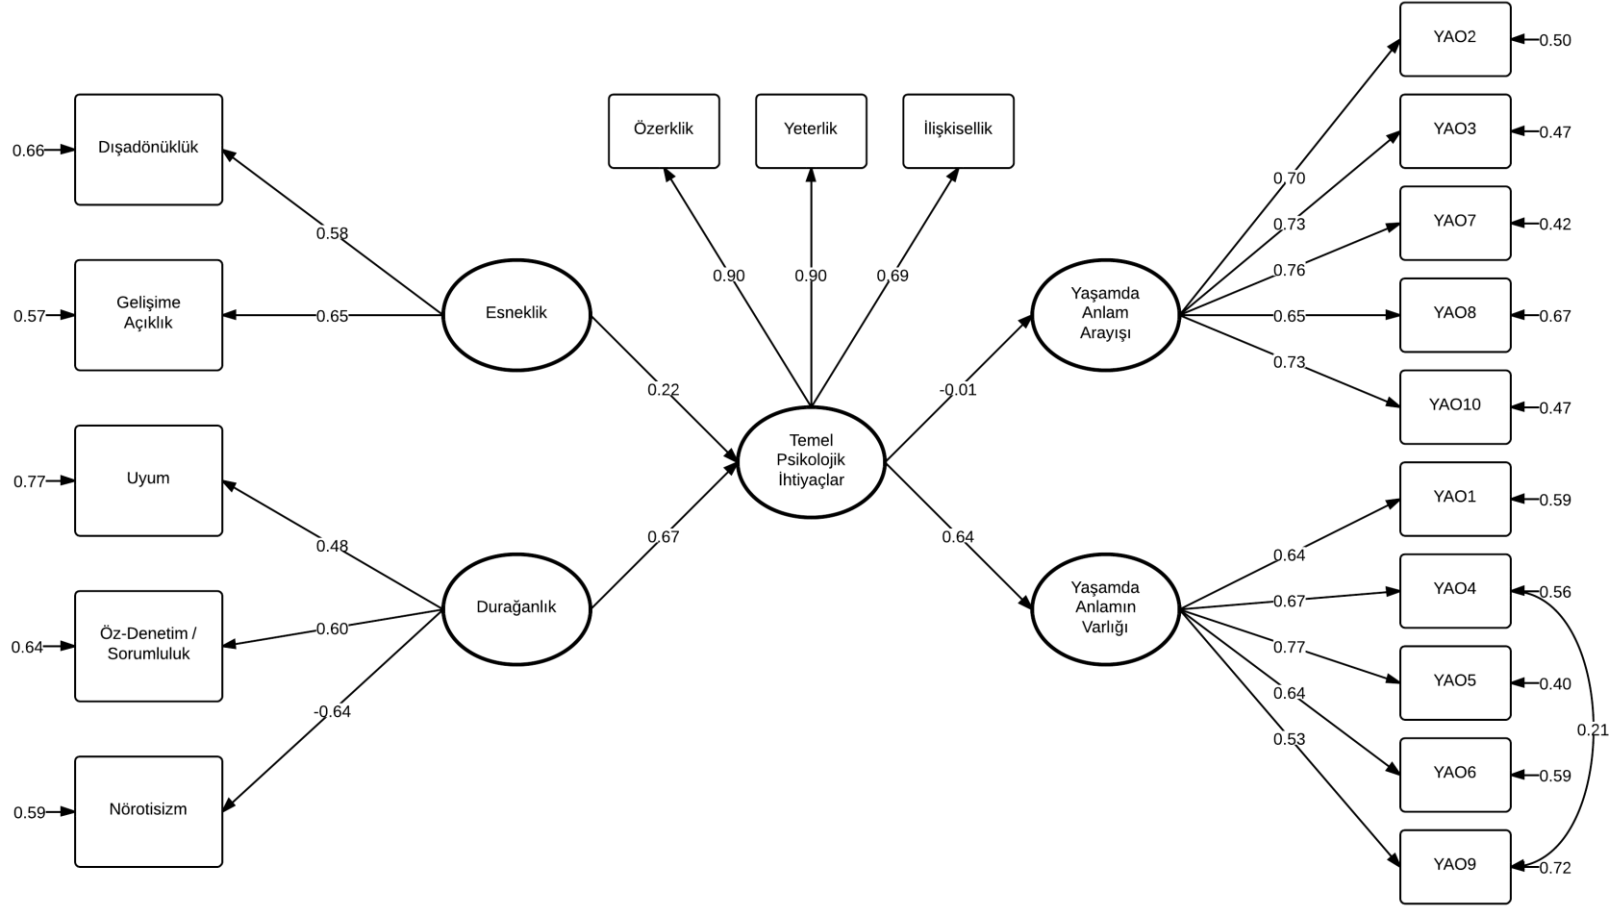 0.66
Dışadönüklük
0.58
0.57
Gelişime
Açıklık
0.65
Esneklik
0.22
0.77
Uyum
0.48
0.64
Öz-Denetim /
Sorumluluk
0.60
Durağanlık
0.67
-0.64
0.59
Nörotisizm
Özerklik
Yeterlik
İlişkisellik
0.90
0.90
0.69
Temel
Psikolojik
İhtiyaçlar
-0.01
0.64
Yaşamda
Anlam
Arayışı
0.70
0.73
0.76
0.65
0.73
YAO2
0.50
YAO3
0.47
YAO7
0.42
YAO8
0.67
YAO10
0.47
Yaşamda
Anlamın
Varlığı
0.64
0.67
0.77
0.64
0.53
YAO1
0.59
YAO4
0.56
YAO5
0.40
0.21
YAO6
0.59
YAO9
0.72